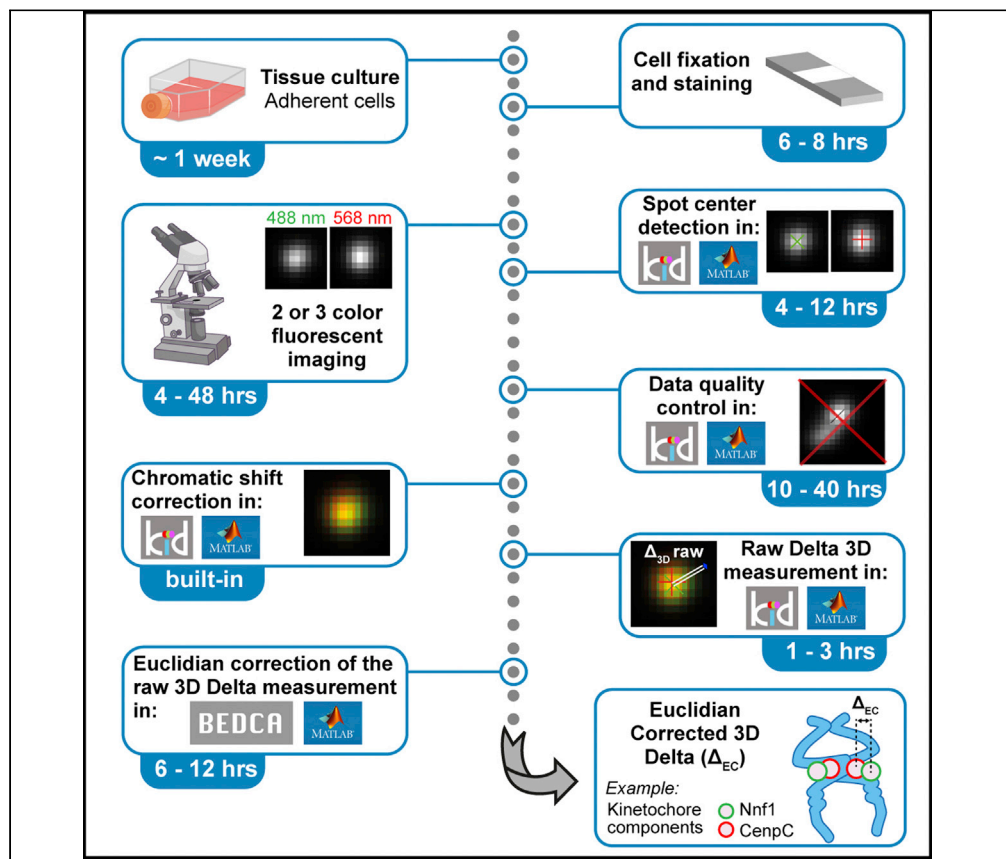 Tissue culture
Adherent cells
~ 1 week
Cell fixation
and staining
6 - 8 hrs
488 nm 568 nm
2 or 3 color
fluorescent
imaging
4 - 48 hrs
Spot center
detection in:
kid MATLAB
4 - 12 hrs
Data quality
control in:
kid MATLAB
10 - 40 hrs
Chromatic shift
correction in:
kid MATLAB
built-in
Δ3D raw
Raw Delta 3D
measurement in:
kid MATLAB
1 - 3 hrs
Euclidian correction of the
raw 3D Delta measurement
in:
BEDCA MATLAB
6 - 12 hrs
Euclidian
Corrected 3D
Delta (ΔEC)
ΔEC
Example:
Kinetochore
components
Nnf1
CenpC